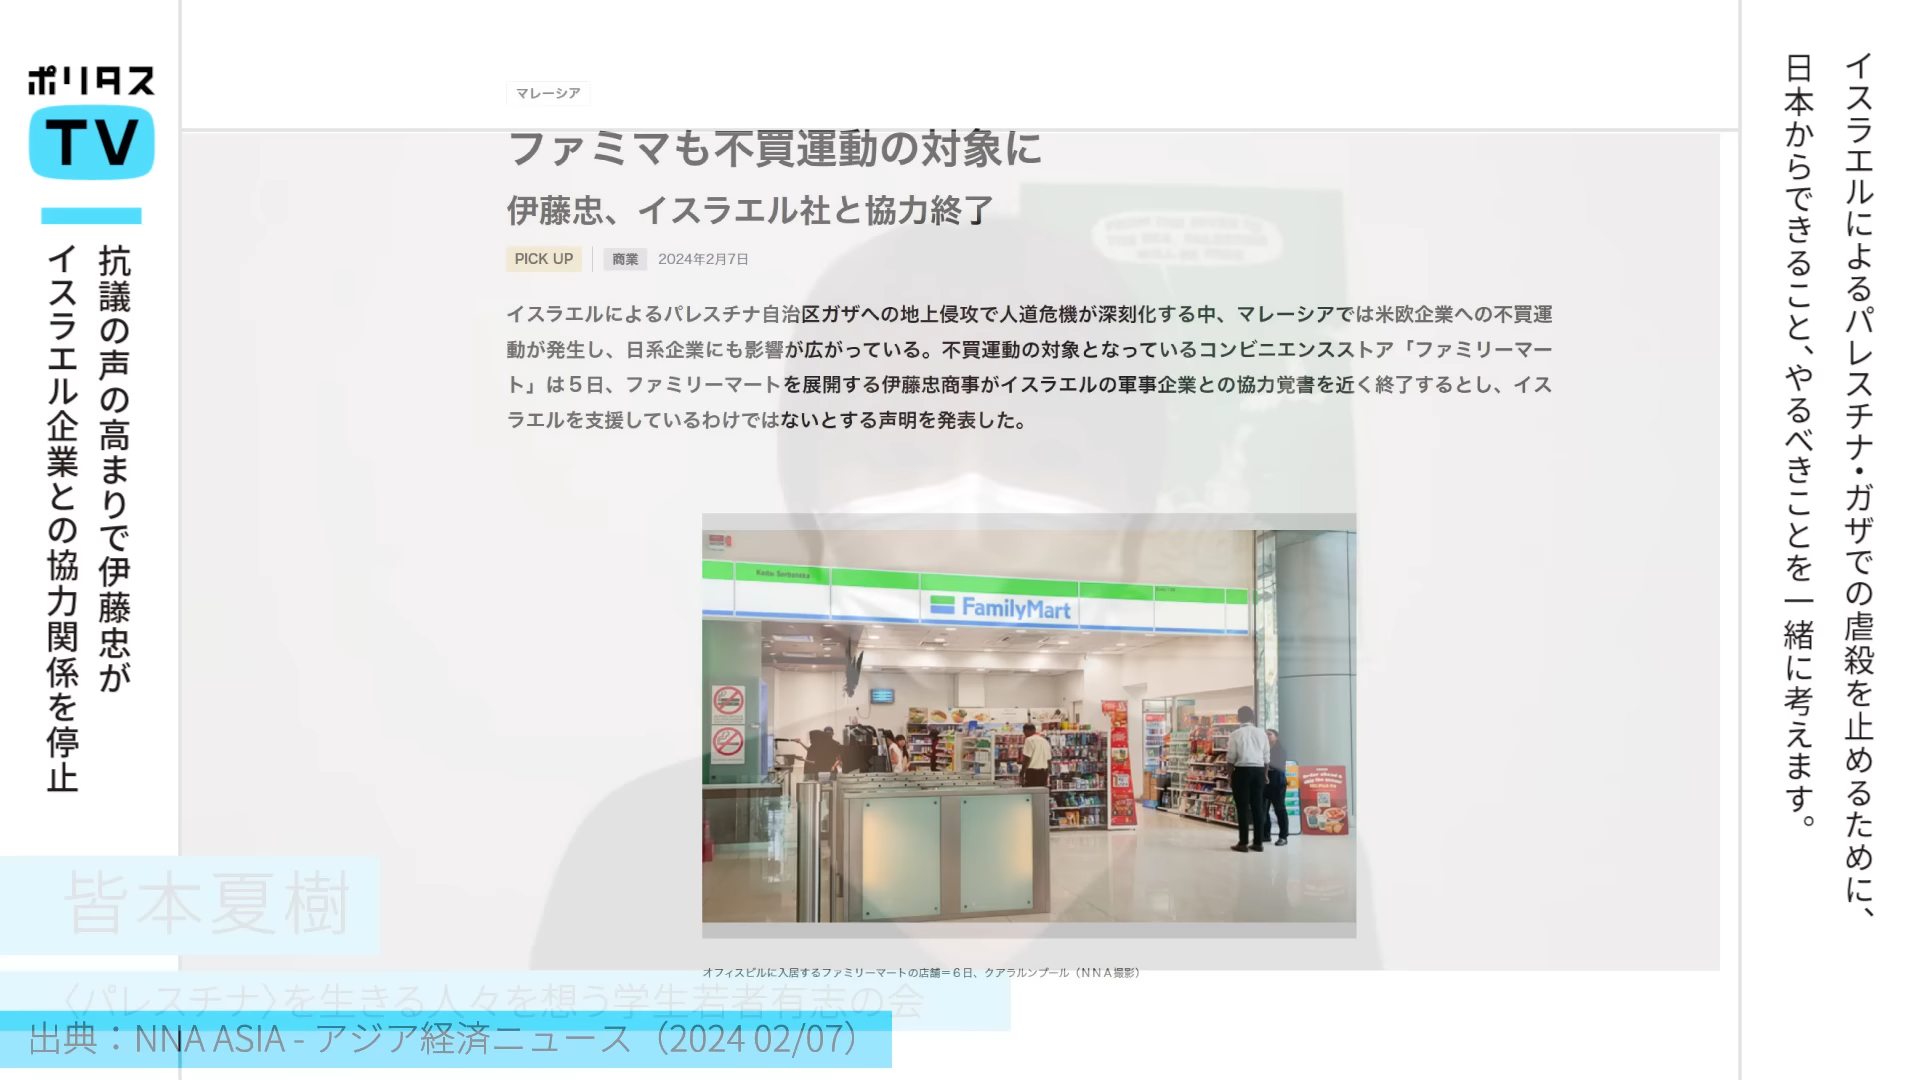 ポリタス
TV
抗議の声の高まりで伊藤忠が
イスラエル企業との協力関係を停止
マレーシア
ファミマも不買運動の対象に
伊藤忠、イスラエル社と協力終了
PICK UP
商業
2024年2月7日
イスラエルによるパレスチナ自治区ガザへの地上侵攻で人道危機が深刻化する中、マレーシアでは米欧企業への不買運
動が発生し、日系企業にも影響が広がっている。不買運動の対象となっているコンビニエンスストア「ファミリーマー
ト」は５日、ファミリーマートを展開する伊藤忠商事がイスラエルの軍事企業との協力覚書を近く終了するとし、イス
ラエルを支援しているわけではないとする声明を発表した。
FamilyMart
オフィスビルに入居するファミリーマートの店舗＝６日、クアラルンプール（ＮＮＡ撮影）
皆本夏樹
〈パレスチナ〉を生きる人々を想う学生若者有志の会
出典：NNA ASIA - アジア経済ニュース（2024 02/07）
イスラエルによるパレスチナ・ガザでの虐殺を止めるために、
日本からできること、やるべきことを一緒に考えます。